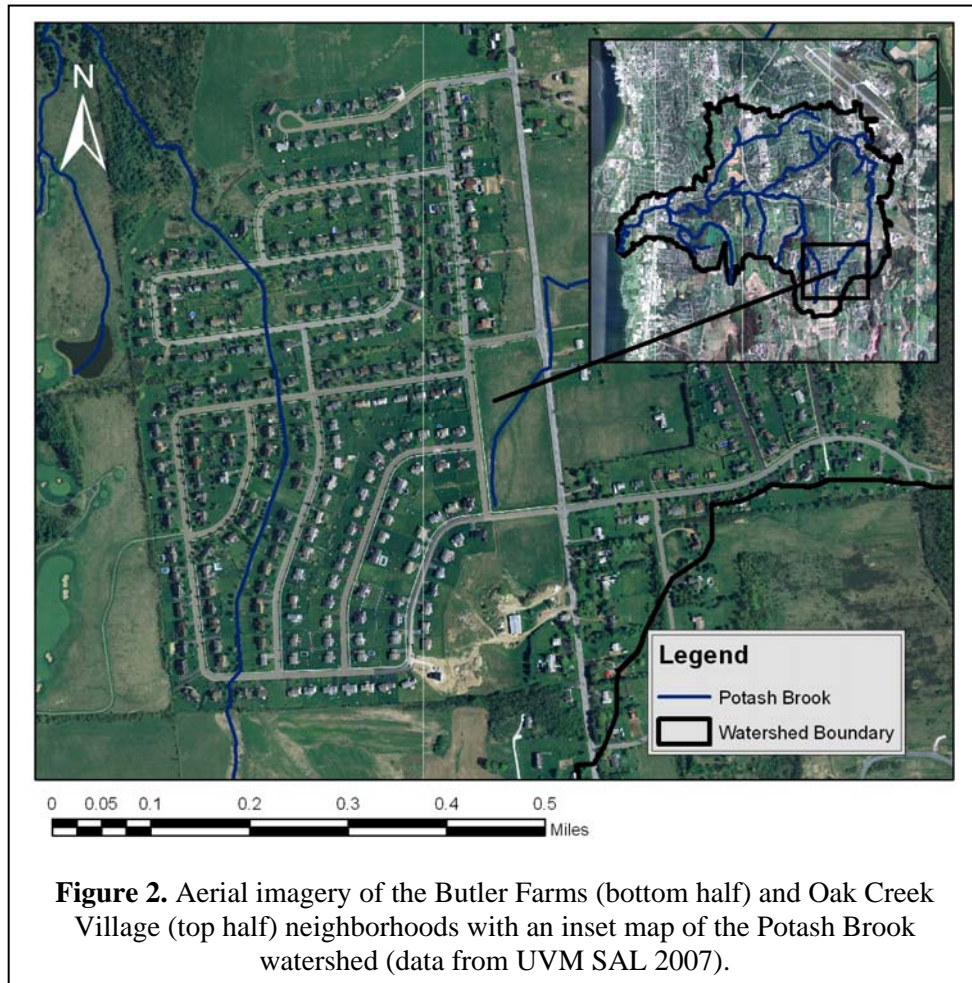 N
Legend
Potash Brook
Watershed Boundary
0 0.05 0.1 0.2 0.3 0.4 0.5
Miles
Figure 2. Aerial imagery of the Butler Farms (bottom half) and Oak Creek
Village (top half) neighborhoods with an inset map of the Potash Brook
watershed (data from UVM SAL 2007).